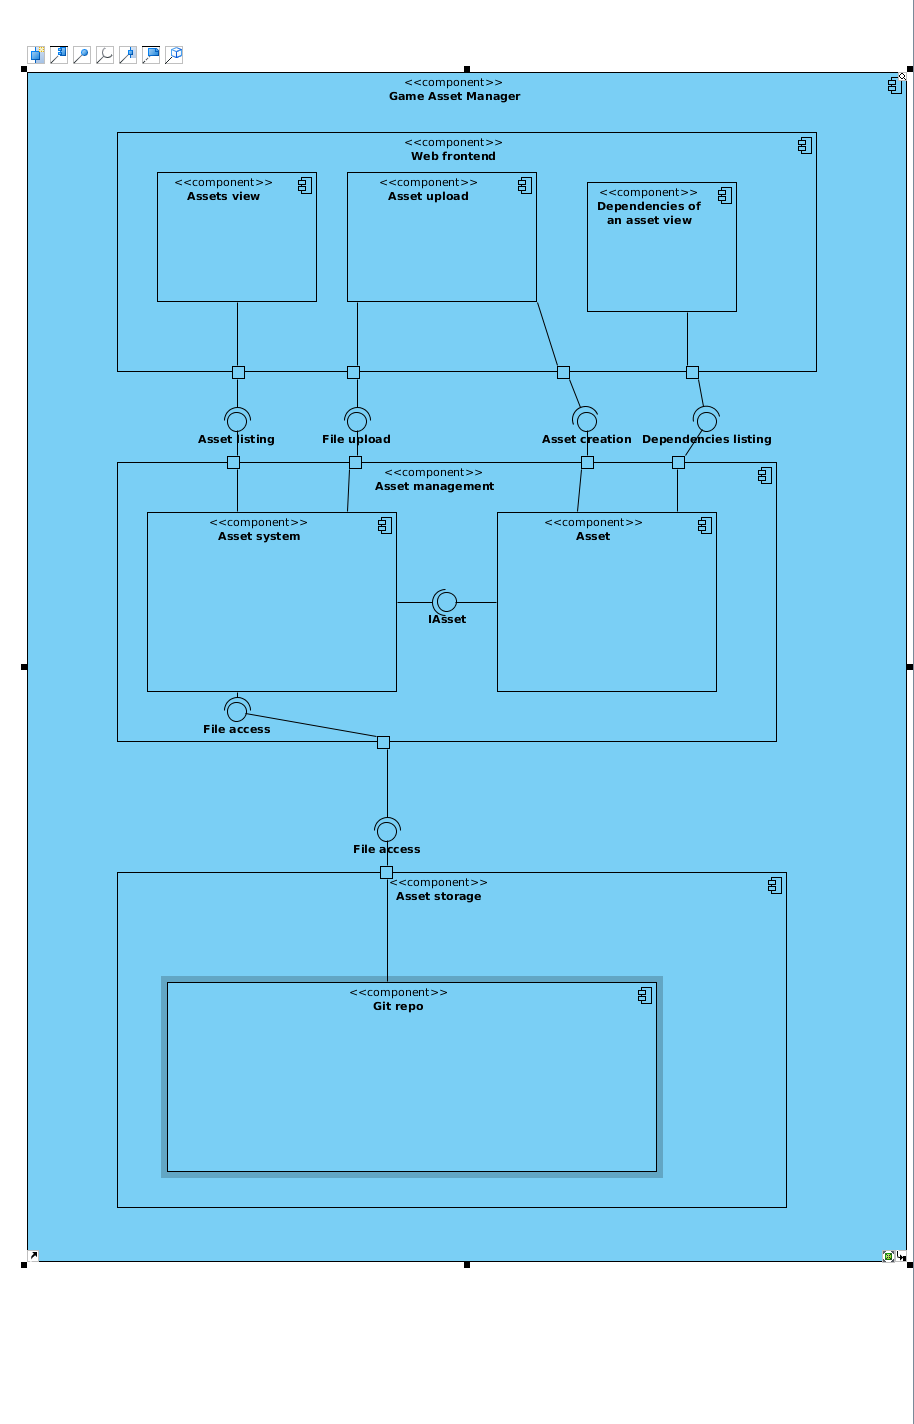 <<component>>
Game Asset Manager
<<component>>
Web frontend
<<component>>
Assets view
<<component>>
Asset upload
<<component>>
Dependencies of
an asset view
Asset listing
File upload
Asset creation
Dependencies listing
<<component>>
Asset management
<<component>>
Asset system
<<component>>
Asset
IAsset
File access
File access
<<component>>
Asset storage
<<component>>
Git repo